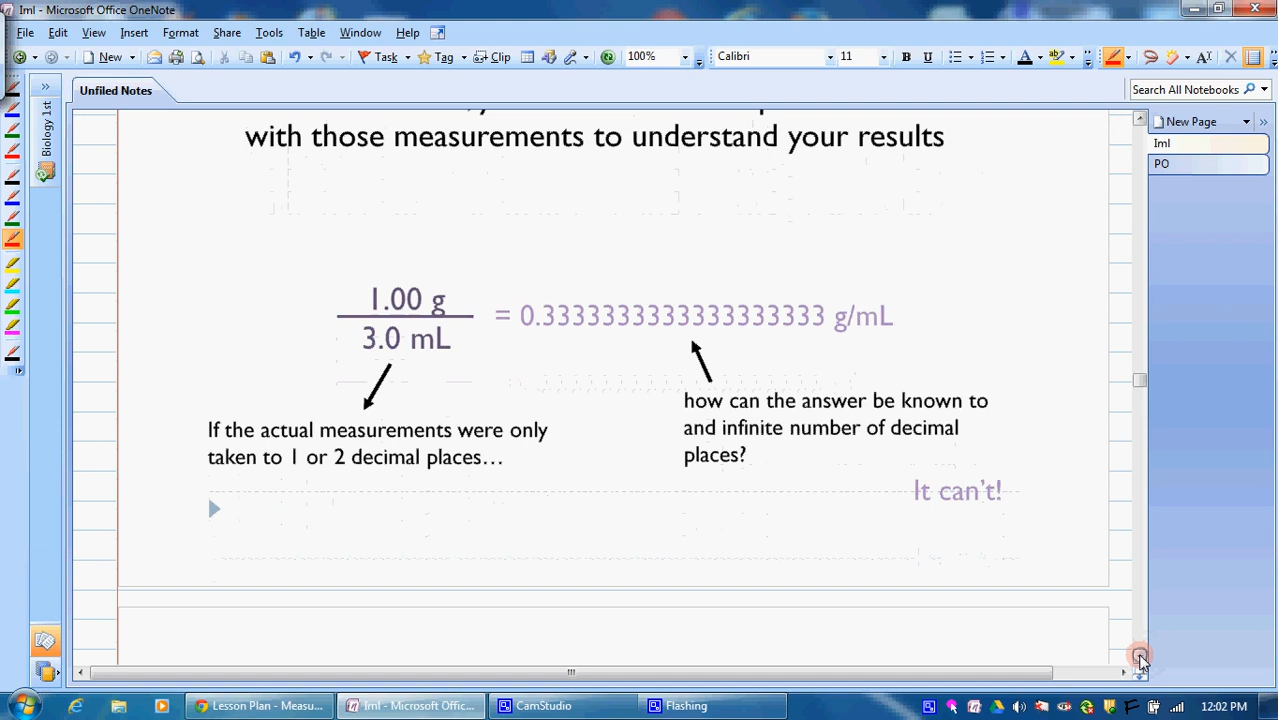 Iml - Microsoft Office OneNote
File Edit View Insert Format Share Tools Table Window Help
New Task Tag Clip 100% Calibri 11 B I U
Biology 1st
Unfiled Notes
Search All Notebooks
New Page
Iml
PO
with those measurements to understand your results
1.00 g
3.0 mL
= 0.3333333333333333333 g/mL
If the actual measurements were only
taken to 1 or 2 decimal places…
how can the answer be known to
and infinite number of decimal
places?
It can't!
Lesson Plan - Measu...
Iml - Microsoft Offic...
CamStudio
Flashing
12:02 PM